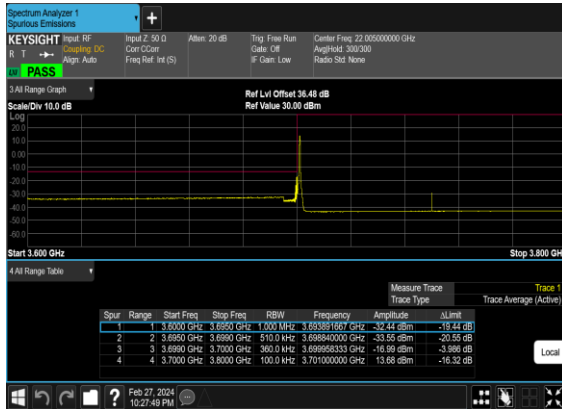 Spectrum Analyzer 1
Spurious Emissions
+
KEYSIGHT Input: RF Input Z: 50 Ω Atten: 20 dB Trig: Free Run Center Freq: 22.005000000 GHz
R T Coupling: DC Corr CCorr Gate: Off Avg|Hold: 300/300
Align: Auto Freq Ref: Int (S) IF Gain: Low Radio Std: None
PASS
3 All Range Graph
Ref Lvl Offset 36.48 dB
Scale/Div 10.0 dB Ref Value 30.00 dBm
Log
20.0
10.0
0.00
-10.0
-20.0
-30.0
-40.0
-50.0
-60.0
Start 3.600 GHz Stop 3.800 GH
4 All Range Table
Measure Trace Trace 1
Trace Type Trace Average (Active)
Spur Range Start Freq Stop Freq RBW Frequency Amplitude ΔLimit
1 1 3.6000 GHz 3.6950 GHz 1.000 MHz 3.693891667 GHz -32.44 dBm -19.44 dB
2 2 3.6950 GHz 3.6990 GHz 510.0 kHz 3.698840000 GHz -33.55 dBm -20.55 dB
3 3 3.6990 GHz 3.7000 GHz 360.0 kHz 3.699958333 GHz -16.99 dBm -3.986 dB
4 4 3.7000 GHz 3.8000 GHz 100.0 kHz 3.701000000 GHz 13.68 dBm -16.32 dB
Local
? Feb 27, 2024
10:27:49 PM